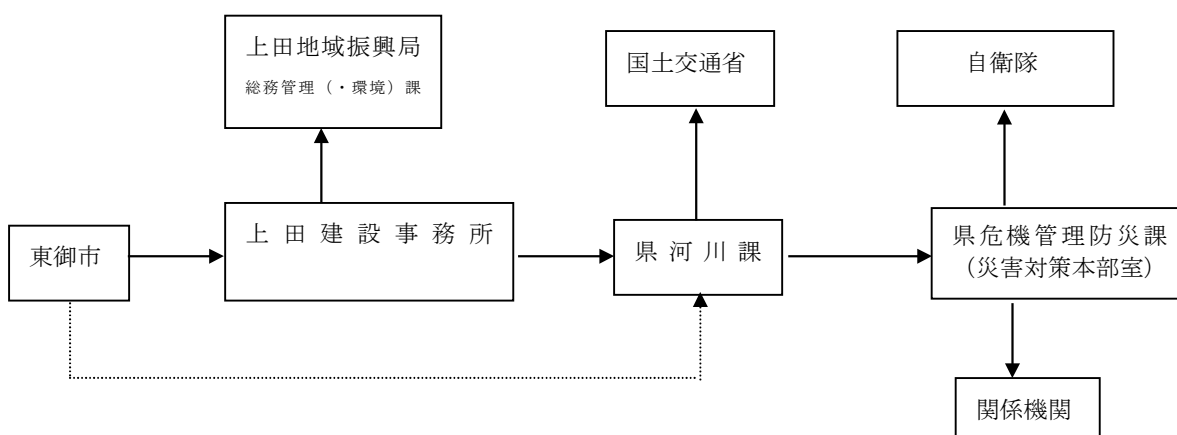 上田地域振興局
総務管理（・環境）課
国土交通省
自衛隊
東御市
上田建設事務所
県河川課
県危機管理防災課
（災害対策本部室）
関係機関